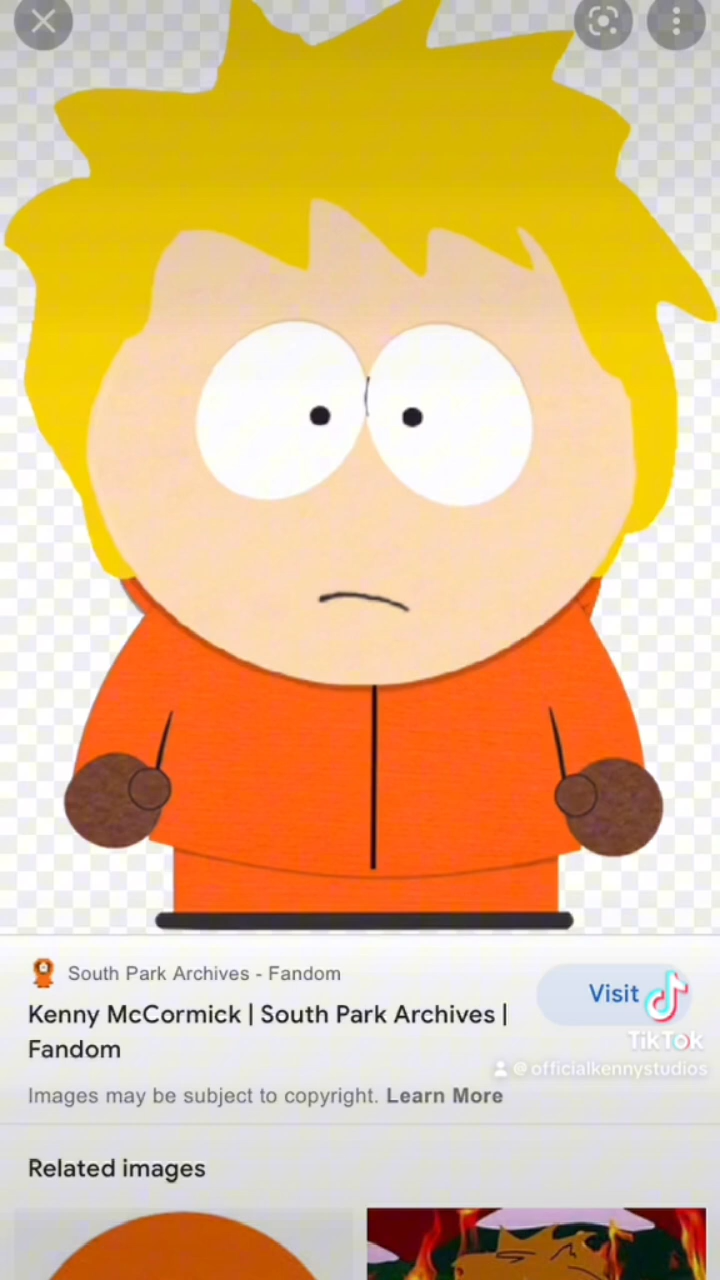 South Park Archives - Fandom
Kenny McCormick | South Park Archives |
Fandom
Visit
TikTok
@officialkennystudios
Images may be subject to copyright. Learn More
Related images